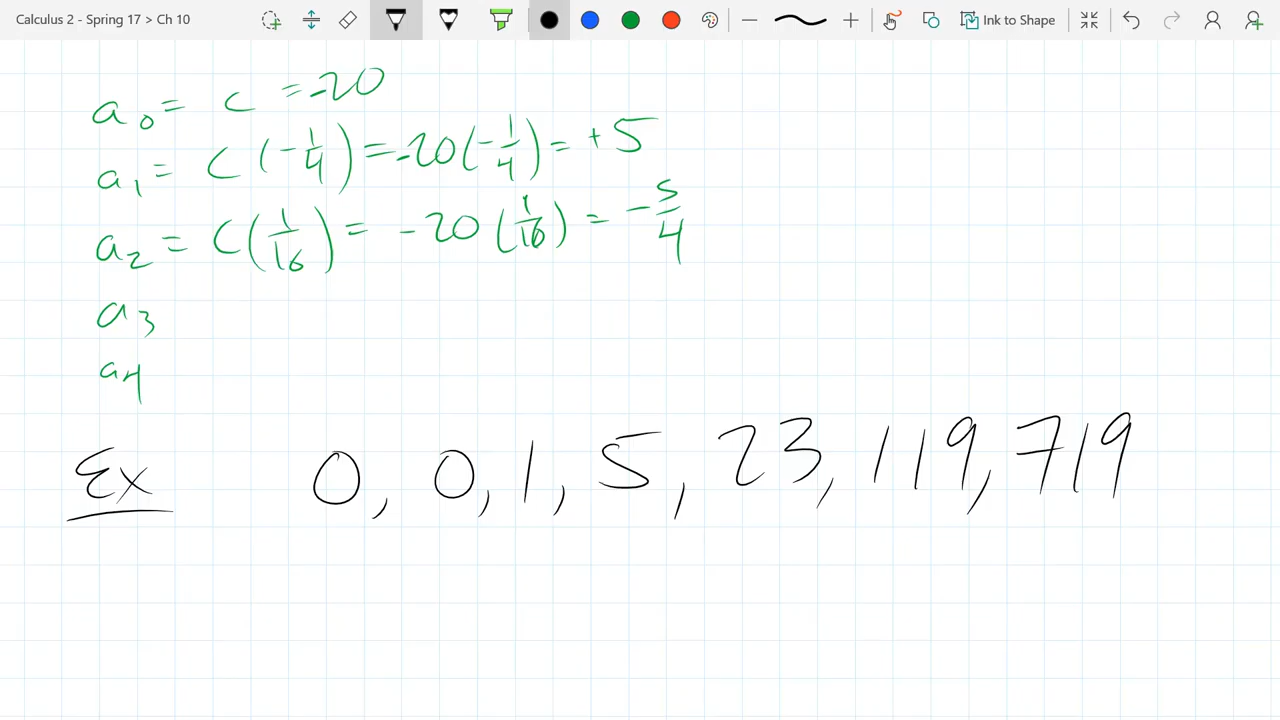 Calculus 2 - Spring 17 > Ch 10
Ink to Shape
a₀ = c = -20
a₁ = c(-1/4) = -20(-1/4) = +5
a₂ = c(1/16) = -20(1/16) = -5/4
a₃
a₄
Ex 0, 0, 1, 5, 23, 119, 719